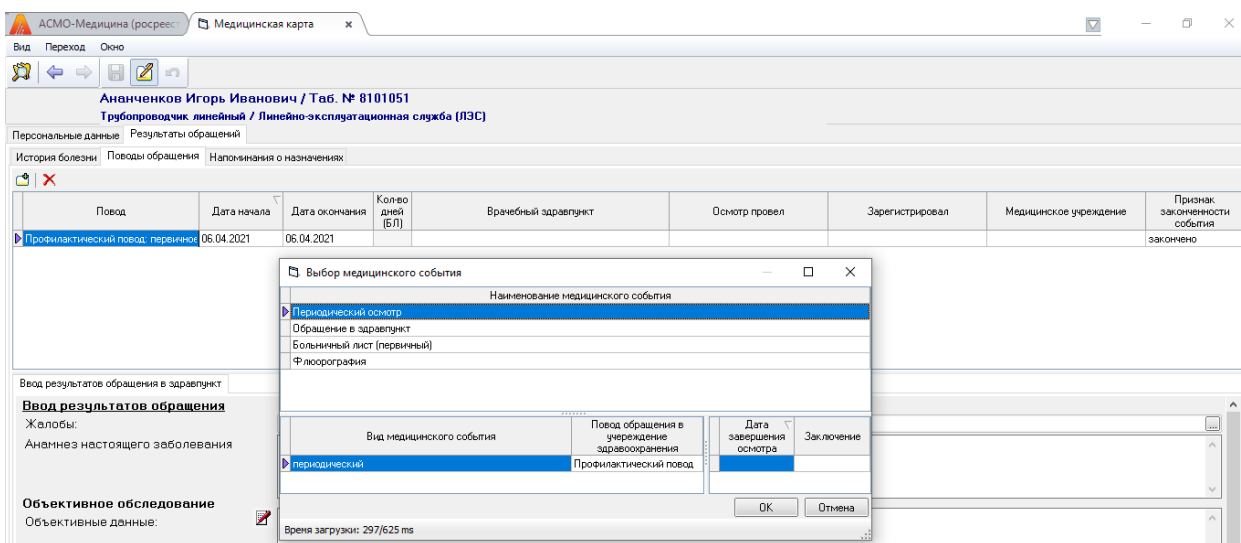 АСМО-Медицина (росреест
Медицинская карта
Вид Переход Окно
Ананченков Игорь Иванович / Таб. № 8101051
Трубопроводчик линейный / Линейно-эксплуатационная служба (ЛЭС)
Персональные данные Результаты обращений
История болезни Поводы обращения Напоминания о назначениях
Повод Дата начала Дата окончания Кол-во дней (БЛ) Врачебный здравпункт Осмотр провел Зарегистрировал Медицинское учреждение Признак законченности события
Профилактический повод: первичное 06.04.2021 06.04.2021 закончено
Выбор медицинского события
Наименование медицинского события
Периодический осмотр
Обращение в здравпункт
Больничный лист (первичный)
Флюорография
Вид медицинского события Повод обращения в учереждение здравоохранения Дата завершения осмотра Заключение
периодический Профилактический повод
OK Отмена
Время загрузки: 297/625 ms
Ввод результатов обращения в здравпункт
Ввод результатов обращения
Жалобы:
...
Анамнез настоящего заболевания
Объективное обследование
Объективные данные: